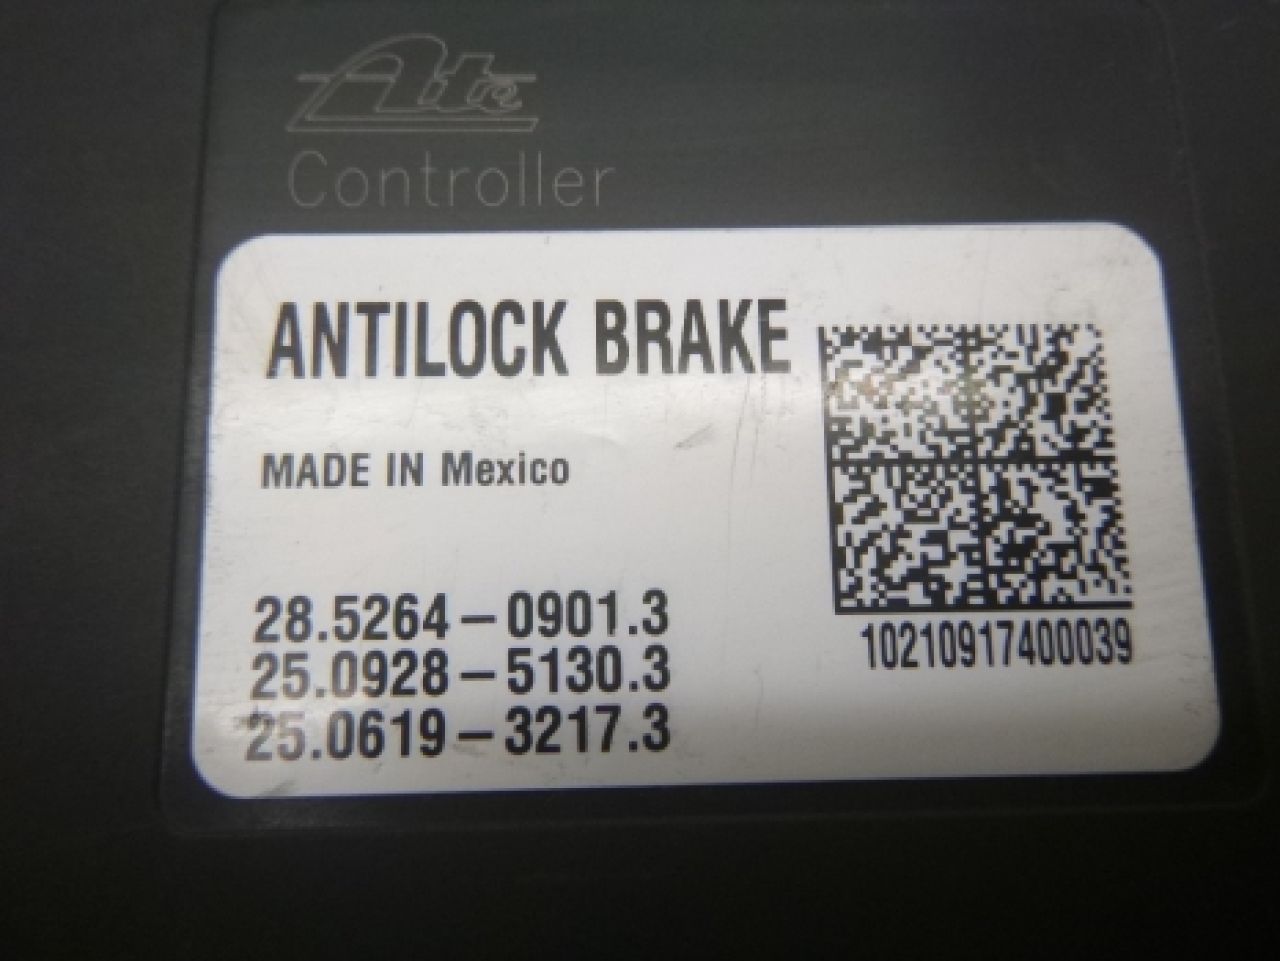 Ate
Controller
ANTILOCK BRAKE
MADE IN Mexico
28.5264-0901.3
25.0928-5130.3
25.0619-3217.3
10210917400039